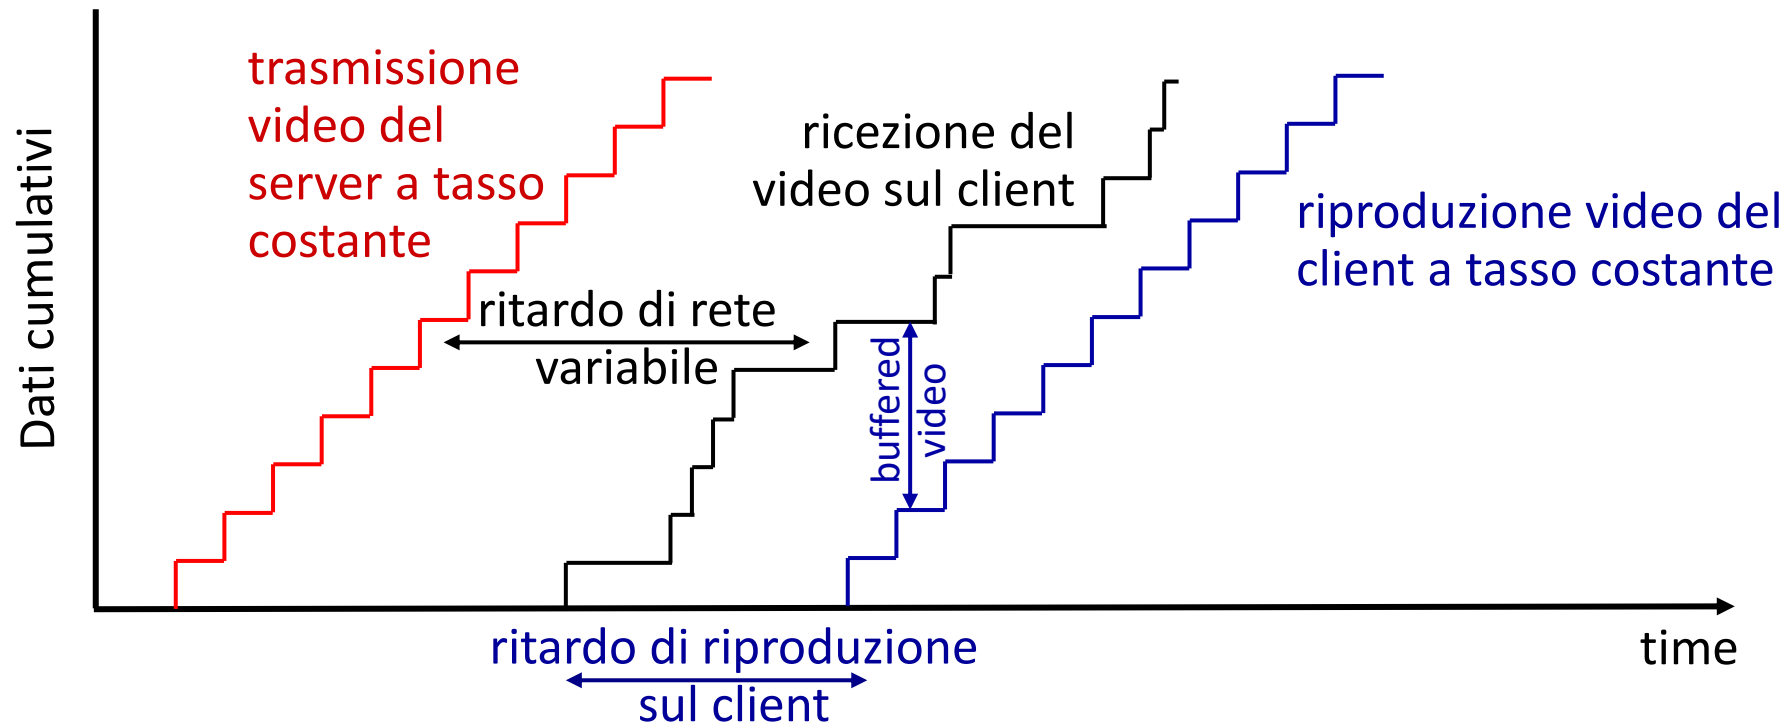 trasmissione
video del
server a tasso
costante
ricezione del
video sul client
riproduzione video del
client a tasso costante
Dati cumulativi
ritardo di rete
variabile
buffered
video
time
ritardo di riproduzione
sul client